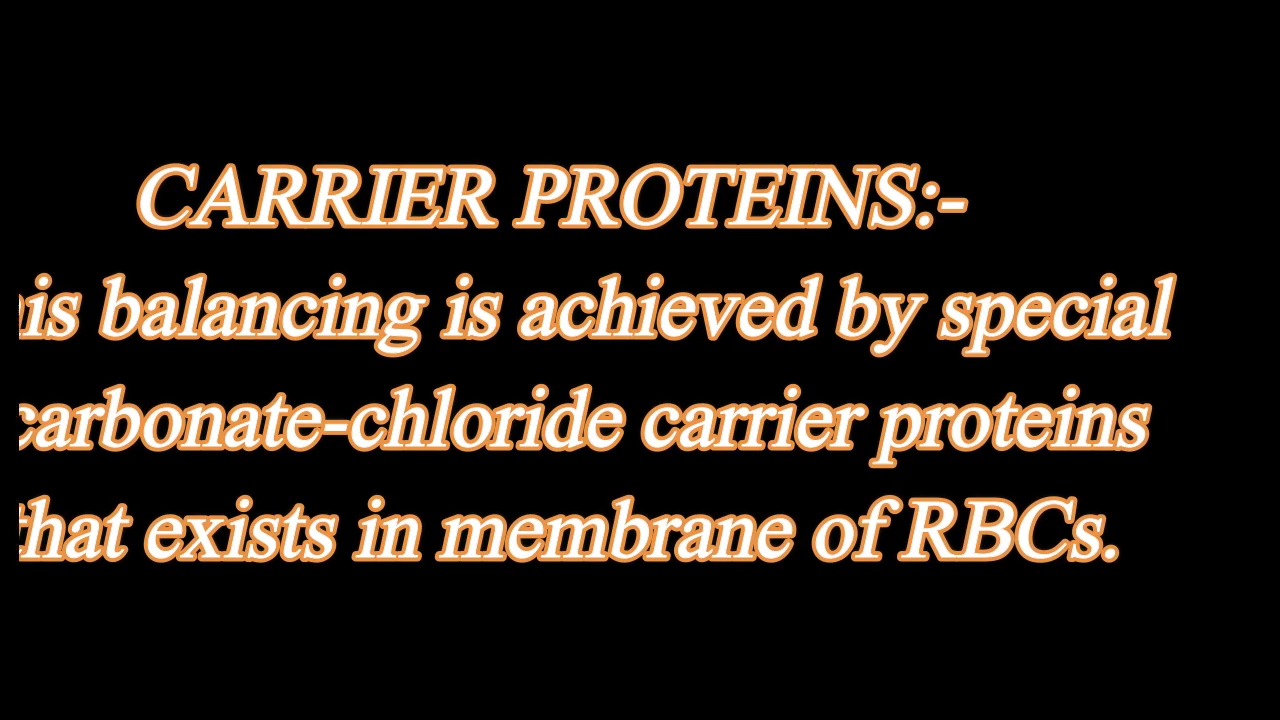 CARRIER PROTEINS:-
is balancing is achieved by special
carbonate-chloride carrier proteins
that exists in membrane of RBCs.